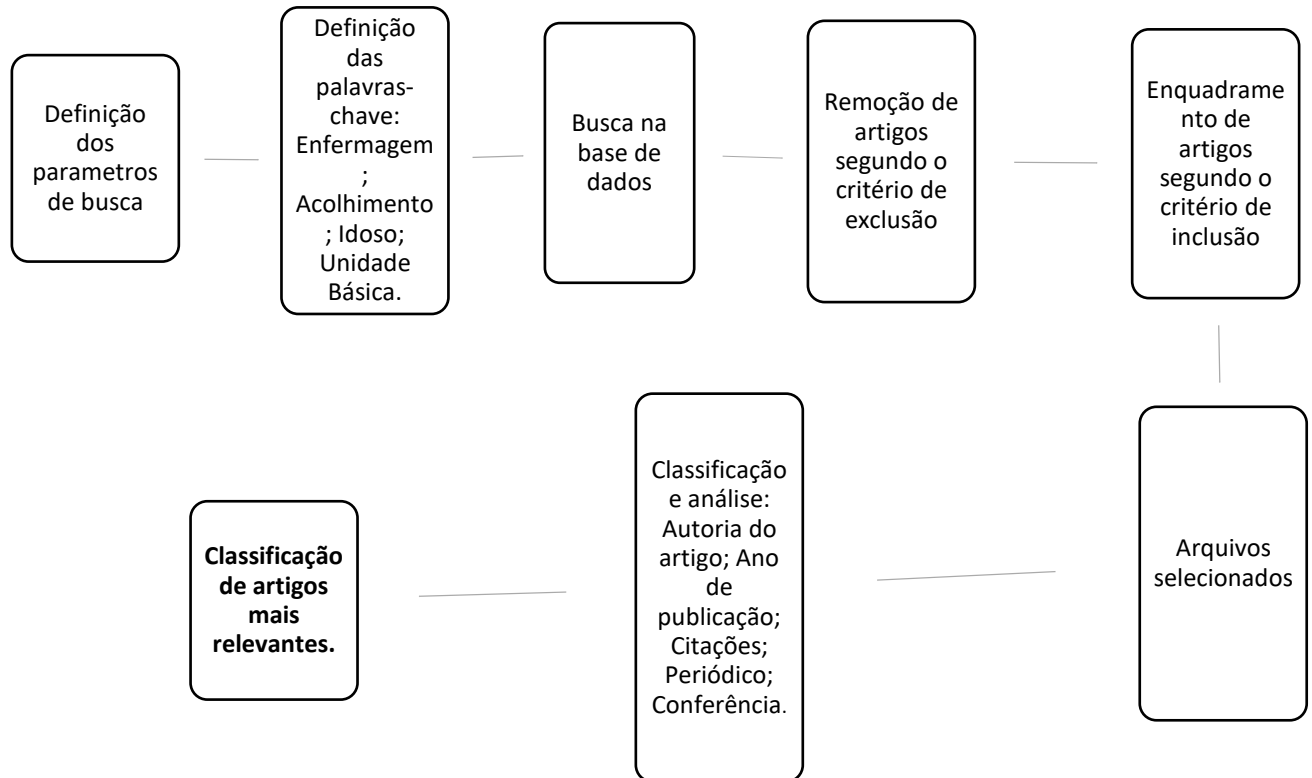 Definição
dos
parametros
de busca
Definição
das
palavras-
chave:
Enfermagem
;
Acolhimento
; Idoso;
Unidade
Básica.
Busca na
base de
dados
Remoção de
artigos
segundo o
critério de
exclusão
Enquadrame
nto de
artigos
segundo o
critério de
inclusão
Arquivos
selecionados
Classificação
e análise:
Autoria do
artigo; Ano
de
publicação;
Citações;
Periódico;
Conferência.
Classificação
de artigos
mais
relevantes.